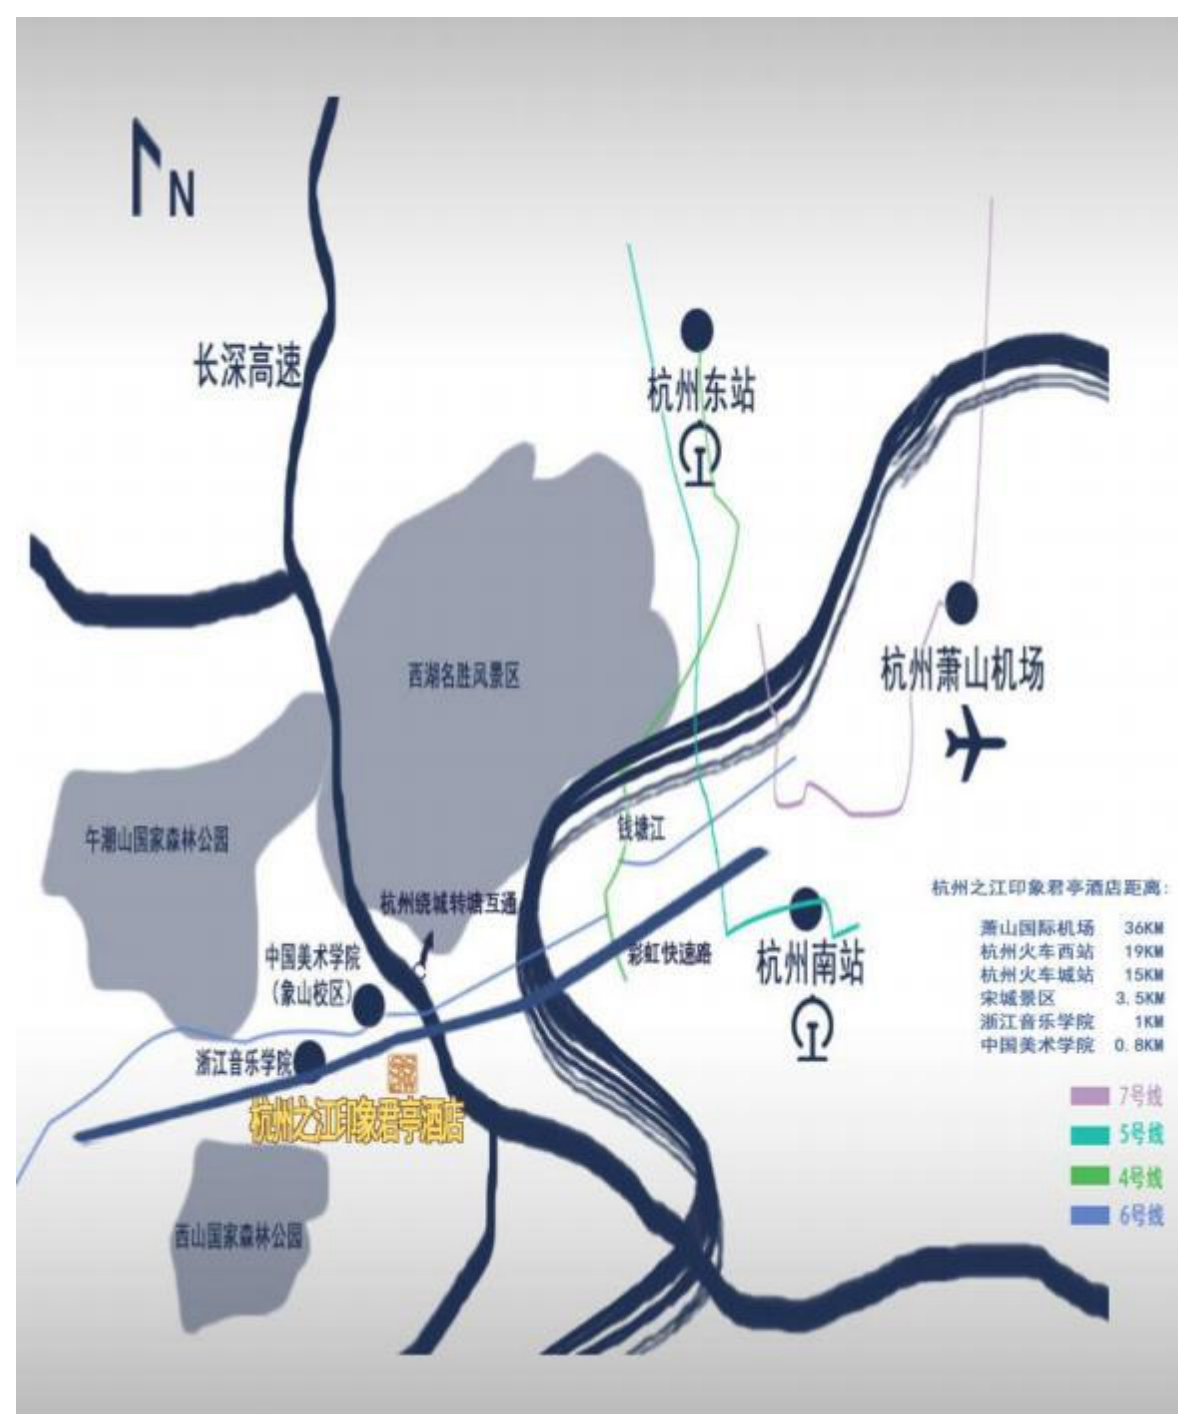 N
长深高速
杭州东站
西湖名胜风景区
杭州萧山机场
午潮山国家森林公园
钱塘江
杭州绕城转塘互通
中国美术学院
(象山校区)
彩虹快速路
杭州南站
浙江音乐学院
杭州之江印象君亭酒店
西山国家森林公园
杭州之江印象君亭酒店距离:
萧山国际机场 36KM
杭州火车西站 19KM
杭州火车城站 15KM
宋城景区 3.5KM
浙江音乐学院 1KM
中国美术学院 0.8KM
7号线
5号线
4号线
6号线